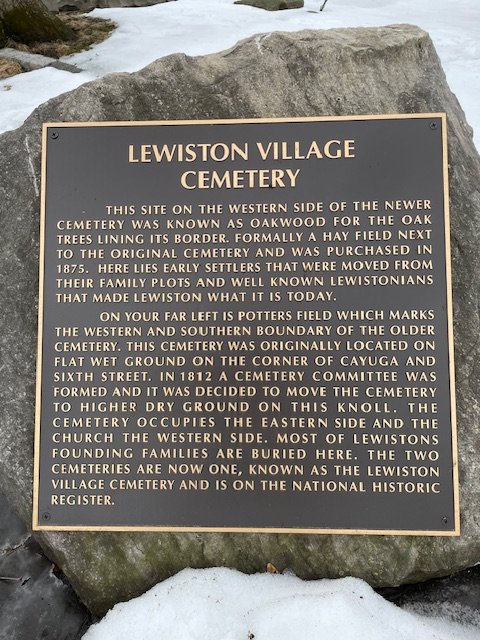 LEWISTON VILLAGE
CEMETERY
THIS SITE ON THE WESTERN SIDE OF THE NEWER
CEMETERY WAS KNOWN AS OAKWOOD FOR THE OAK
TREES LINING ITS BORDER. FORMALLY A HAY FIELD NEXT
TO THE ORIGINAL CEMETERY AND WAS PURCHASED IN
1875. HERE LIES EARLY SETTLERS THAT WERE MOVED FROM
THEIR FAMILY PLOTS AND WELL KNOWN LEWISTONIANS
THAT MADE LEWISTON WHAT IT IS TODAY.
ON YOUR FAR LEFT IS POTTERS FIELD WHICH MARKS
THE WESTERN AND SOUTHERN BOUNDARY OF THE OLDER
CEMETERY. THIS CEMETERY WAS ORIGINALLY LOCATED ON
FLAT WET GROUND ON THE CORNER OF CAYUGA AND
SIXTH STREET. IN 1812 A CEMETERY COMMITTEE WAS
FORMED AND IT WAS DECIDED TO MOVE THE CEMETERY
TO HIGHER DRY GROUND ON THIS KNOLL. THE
CEMETERY OCCUPIES THE EASTERN SIDE AND THE
CHURCH THE WESTERN SIDE. MOST OF LEWISTONS
FOUNDING FAMILIES ARE BURIED HERE. THE TWO
CEMETERIES ARE NOW ONE, KNOWN AS THE LEWISTON
VILLAGE CEMETERY AND IS ON THE NATIONAL HISTORIC
REGISTER.